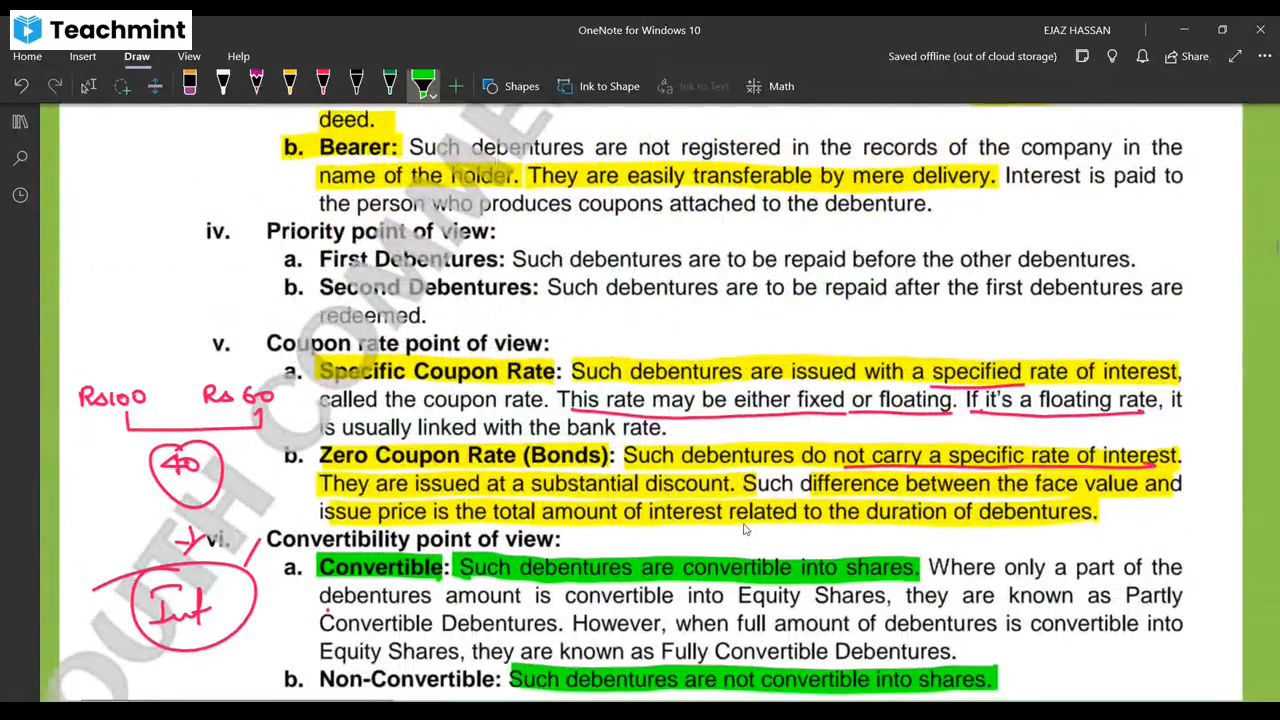 Teachmint
OneNote for Windows 10
EJAZ HASSAN
Home Insert Draw View Help
Saved offline (out of cloud storage)
Share
Shapes Ink to Shape Ink to Text Math
deed.
b. Bearer: Such debentures are not registered in the records of the company in the
name of the holder. They are easily transferable by mere delivery. Interest is paid to
the person who produces coupons attached to the debenture.
iv. Priority point of view:
a. First Debentures: Such debentures are to be repaid before the other debentures.
b. Second Debentures: Such debentures are to be repaid after the first debentures are
redeemed.
v. Coupon rate point of view:
a. Specific Coupon Rate: Such debentures are issued with a specified rate of interest,
Rs100 Rs 60
called the coupon rate. This rate may be either fixed or floating. If it's a floating rate, it
is usually linked with the bank rate.
40
b. Zero Coupon Rate (Bonds): Such debentures do not carry a specific rate of interest.
They are issued at a substantial discount. Such difference between the face value and
issue price is the total amount of interest related to the duration of debentures.
vi. Convertibility point of view:
a. Convertible: Such debentures are convertible into shares. Where only a part of the
debentures amount is convertible into Equity Shares, they are known as Partly
Int
Convertible Debentures. However, when full amount of debentures is convertible into
Equity Shares, they are known as Fully Convertible Debentures.
b. Non-Convertible: Such debentures are not convertible into shares.